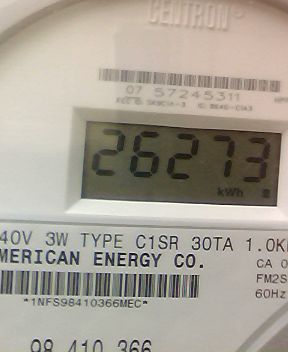 CENTRON®
07 57245311
26273
kWh
40V 3W TYPE C1SR 30TA 1.0K
MERICAN ENERGY CO.
CA 0
FM2S
60Hz
*1NFS98410366MEC*
98 410 366